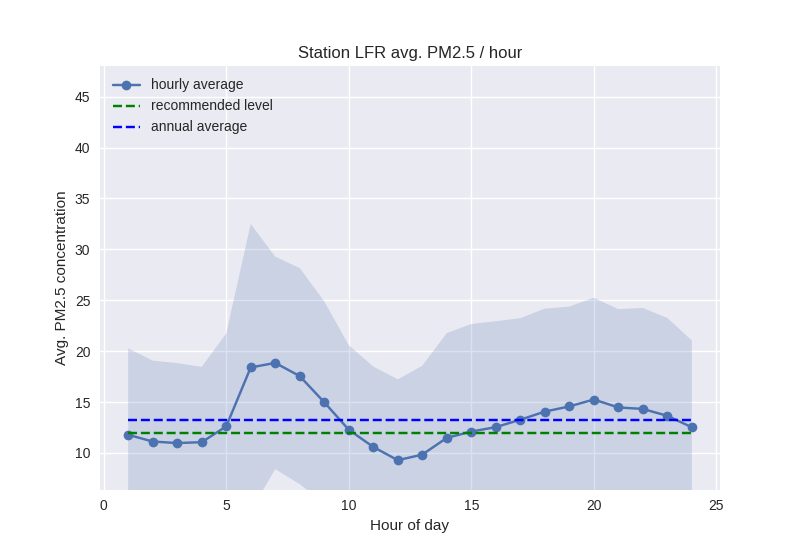 Station LFR avg. PM2.5 / hour
hourly average
recommended level
annual average
Avg. PM2.5 concentration
45
40
35
30
25
20
15
10
0 5 10 15 20 25
Hour of day